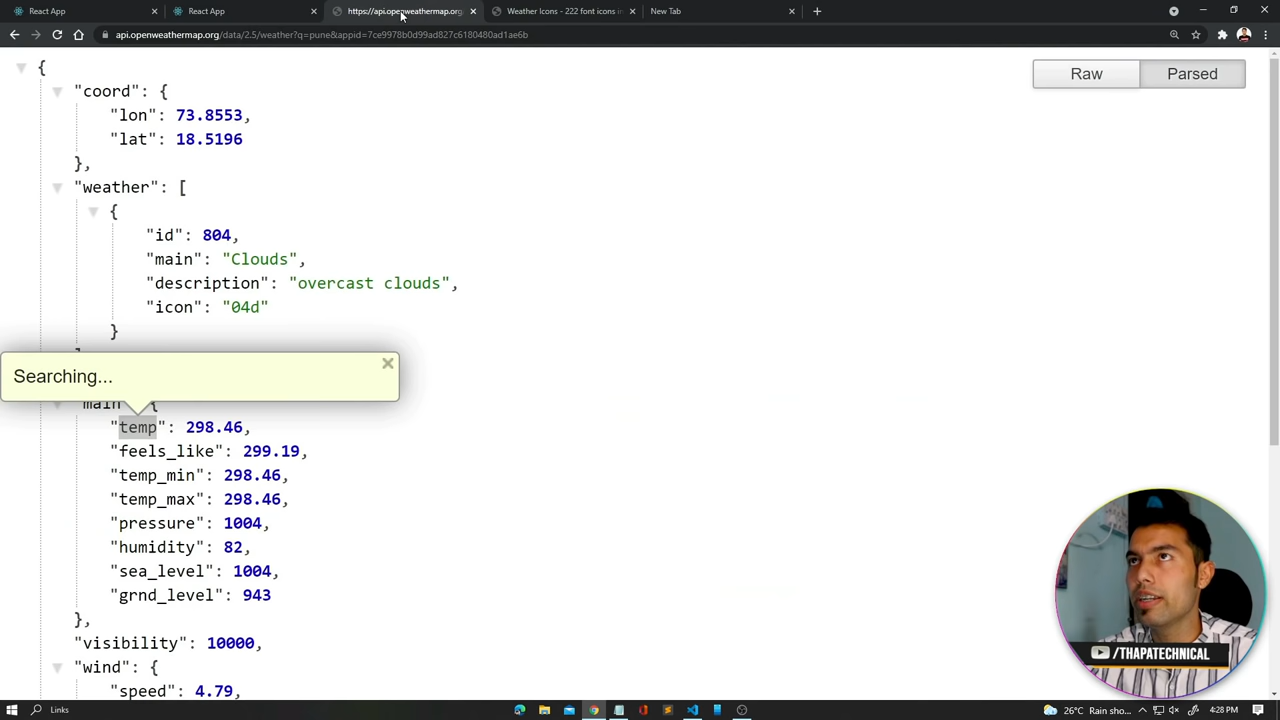 React App
React App
https://api.openweathermap.org
Weather Icons - 222 font icons in
New Tab
api.openweathermap.org/data/2.5/weather?q=pune&appid=7ce9978b0d99ad827c6180480ad1ae6b
Raw
Parsed
{
"coord": {
"lon": 73.8553,
"lat": 18.5196
},
"weather": [
{
"id": 804,
"main": "Clouds",
"description": "overcast clouds",
"icon": "04d"
}
Searching...
main {
"temp": 298.46,
"feels_like": 299.19,
"temp_min": 298.46,
"temp_max": 298.46,
"pressure": 1004,
"humidity": 82,
"sea_level": 1004,
"grnd_level": 943
},
"visibility": 10000,
"wind": {
"speed": 4.79,
/THAPATECHNICAL
Links
26°C Rain sho...
4:28 PM